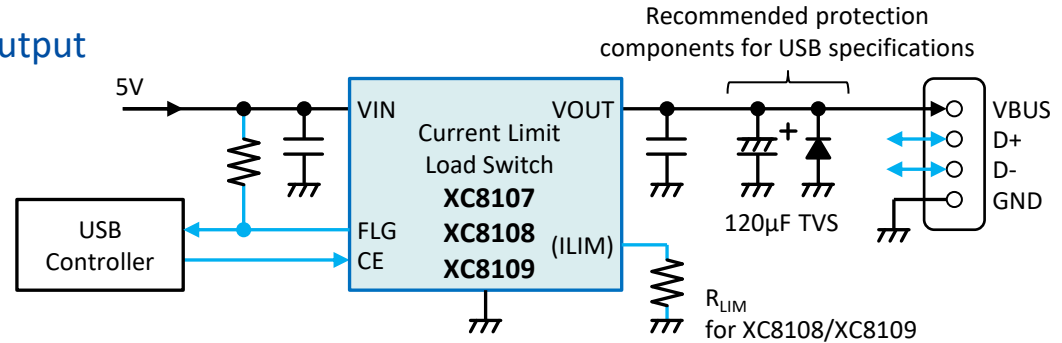 utput
Recommended protection
components for USB specifications
5V
VIN
VOUT
Current Limit
Load Switch
XC8107
XC8108
XC8109
FLG
CE
(ILIM)
USB
Controller
+
120μF TVS
VBUS
D+
D-
GND
RLIM
for XC8108/XC8109